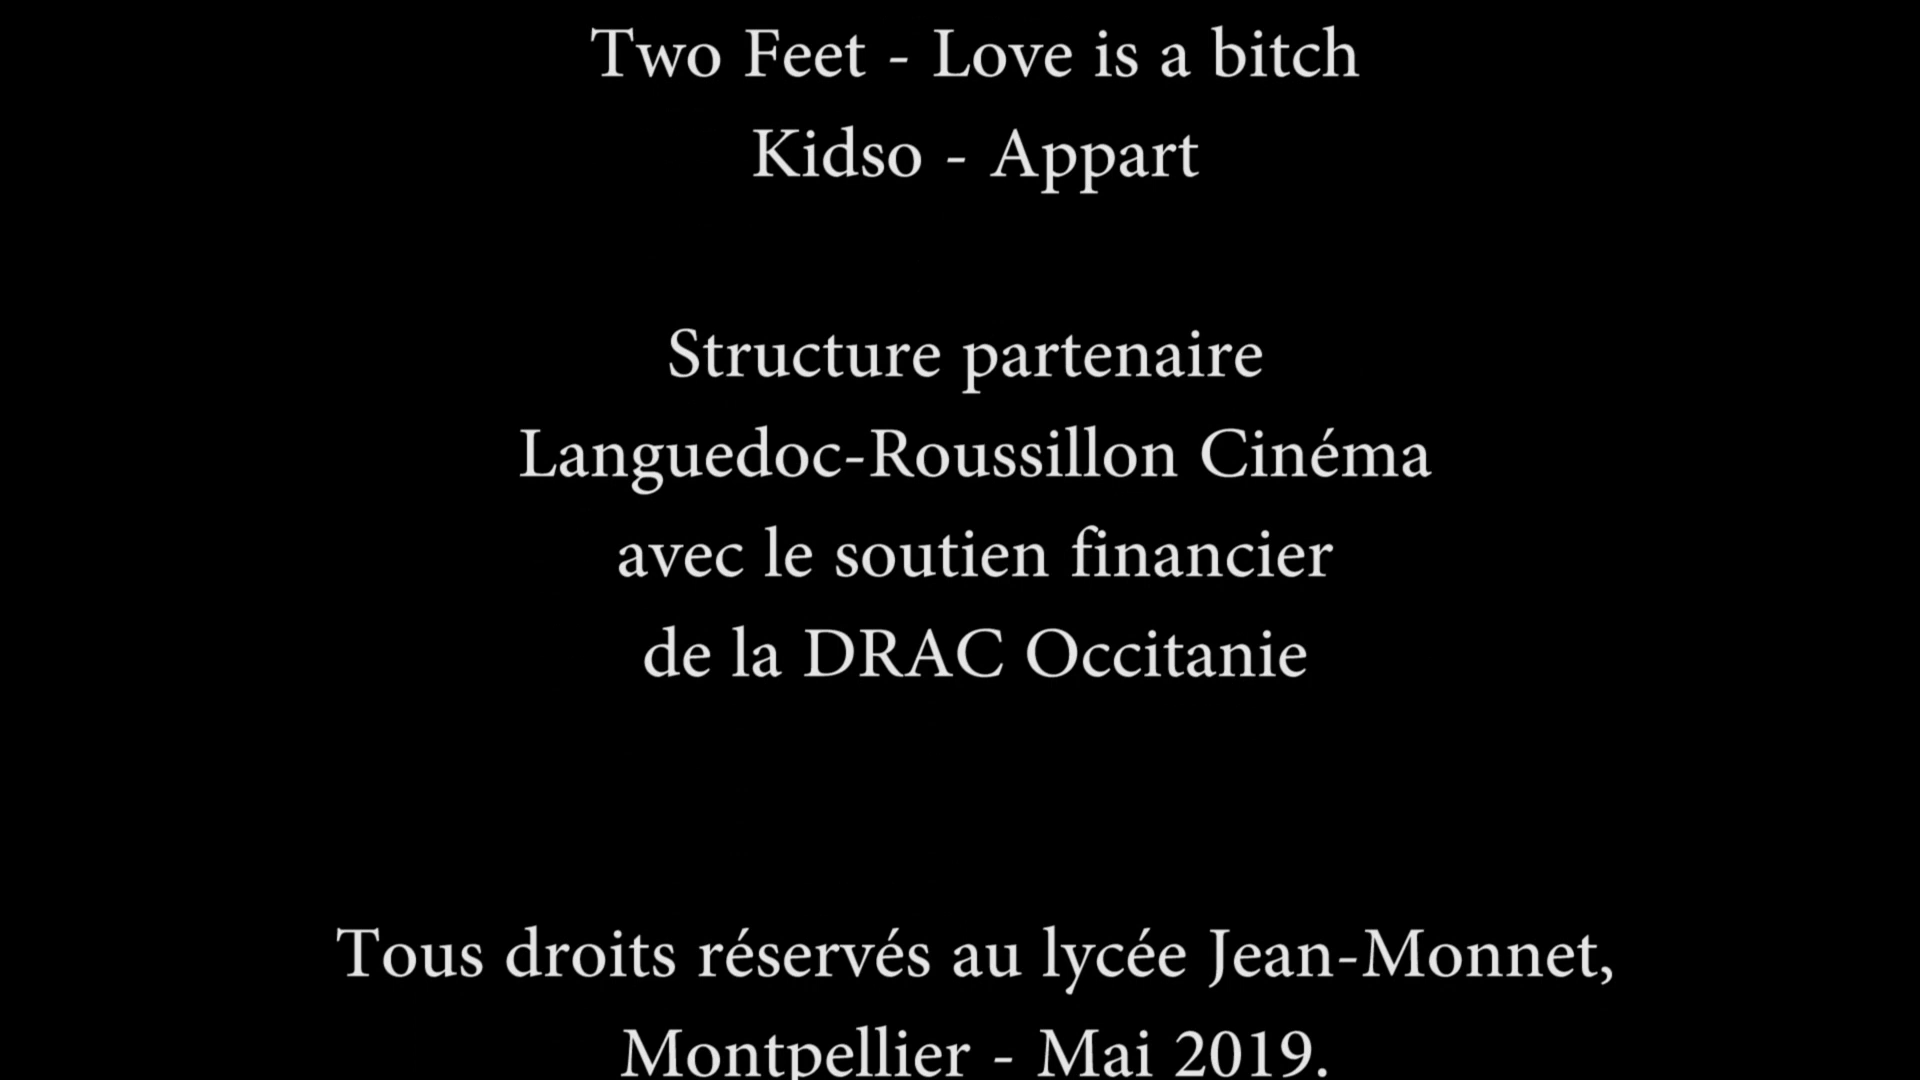 Two Feet - Love is a bitch
Kidso - Appart
Structure partenaire
Languedoc-Roussillon Cinéma
avec le soutien financier
de la DRAC Occitanie
Tous droits réservés au lycée Jean-Monnet,
Montpellier - Mai 2019.